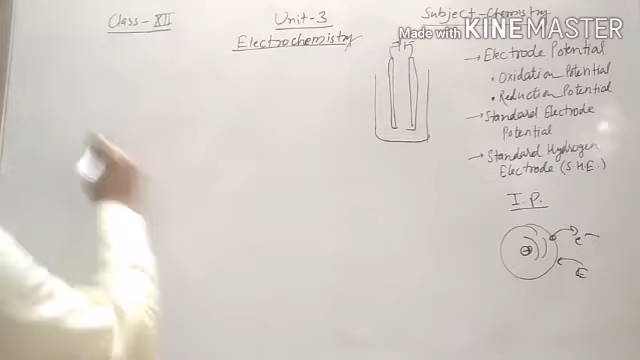 Class - XII
Unit-3
Subject - Chemistry
Made with KINEMASTER
Electrochemistry
→ Electrode Potential
• Oxidation Potential
• Reduction Potential
→ Standard Electrode
Potential
→ Standard Hydrogen
Electrode (S.H.E.)
I.P.
e⁻
E